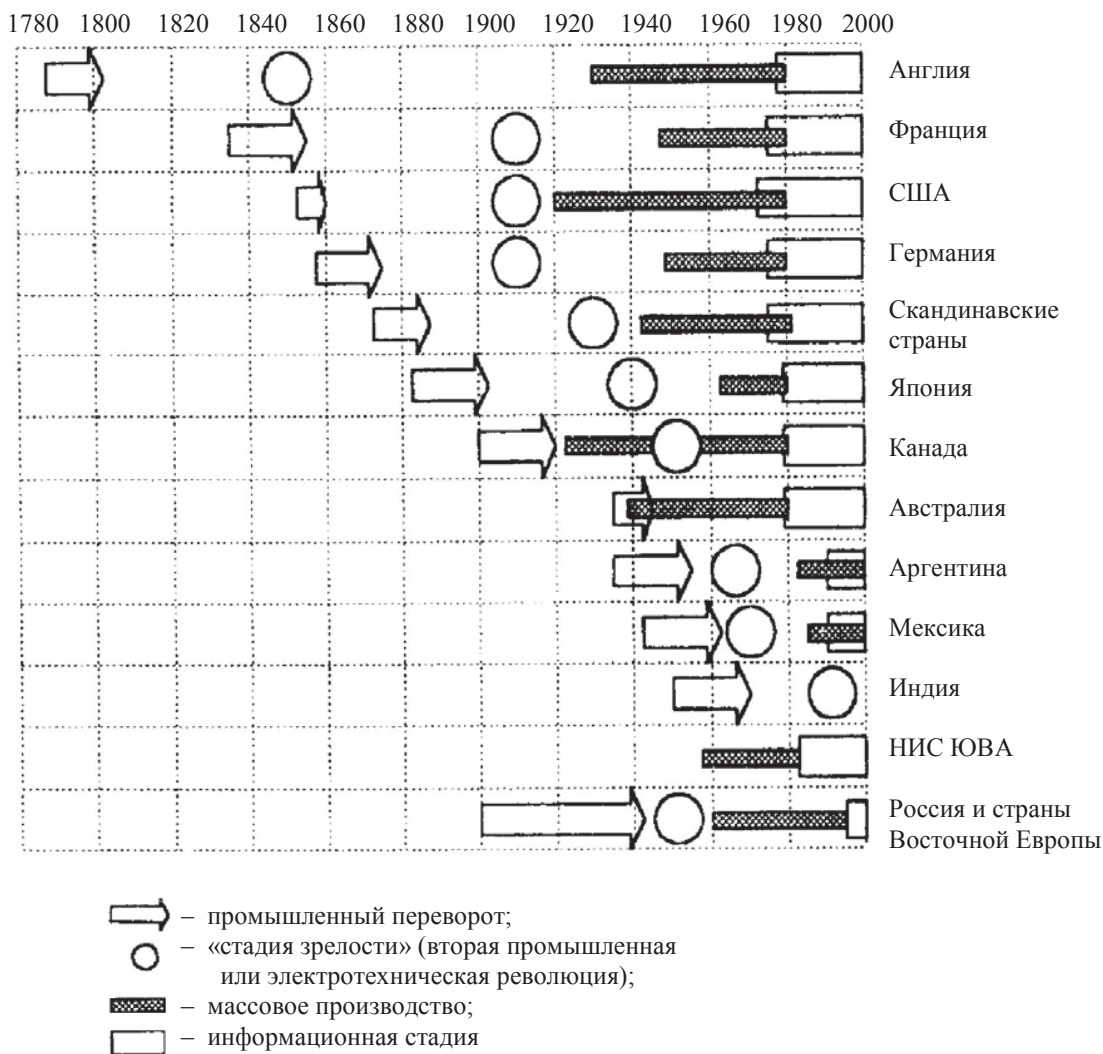 1780 1800 1820 1840 1860 1880 1900 1920 1940 1960 1980 2000
Англия
Франция
США
Германия
Скандинавские
страны
Япония
Канада
Австралия
Аргентина
Мексика
Индия
НИС ЮВА
Россия и страны
Восточной Европы
– промышленный переворот;
– «стадия зрелости» (вторая промышленная
или электротехническая революция);
– массовое производство;
– информационная стадия